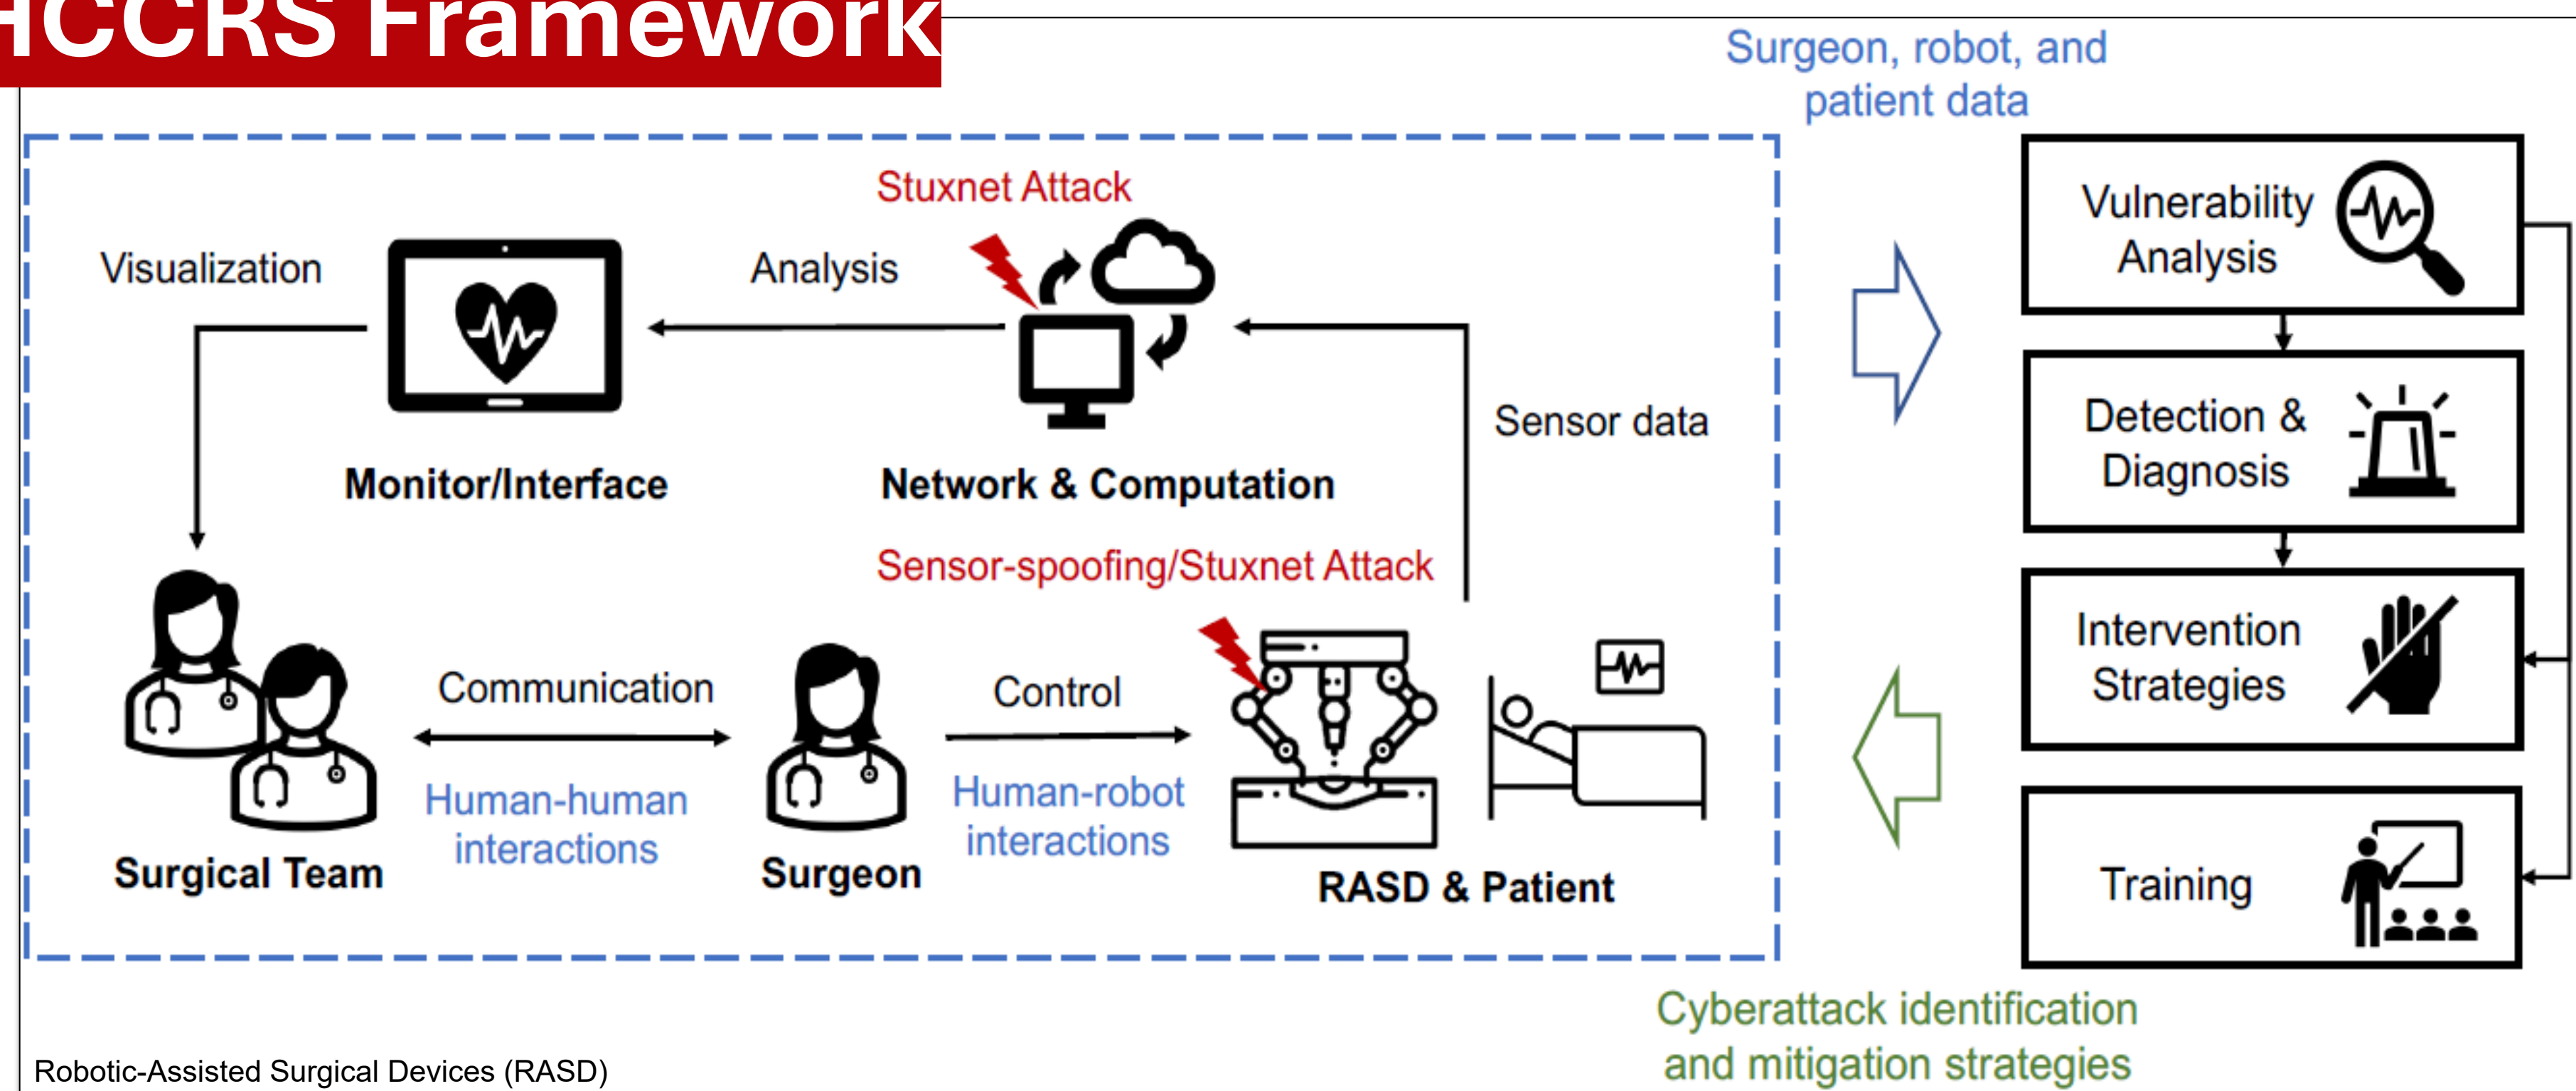 HCCRS Framework
Surgeon, robot, and
patient data
Stuxnet Attack
Visualization
Analysis
Sensor data
Monitor/Interface
Network & Computation
Sensor-spoofing/Stuxnet Attack
Communication
Control
Human-human
interactions
Human-robot
interactions
Surgical Team
Surgeon
RASD & Patient
Vulnerability
Analysis
Detection &
Diagnosis
Intervention
Strategies
Training
Cyberattack identification
and mitigation strategies
Robotic-Assisted Surgical Devices (RASD)